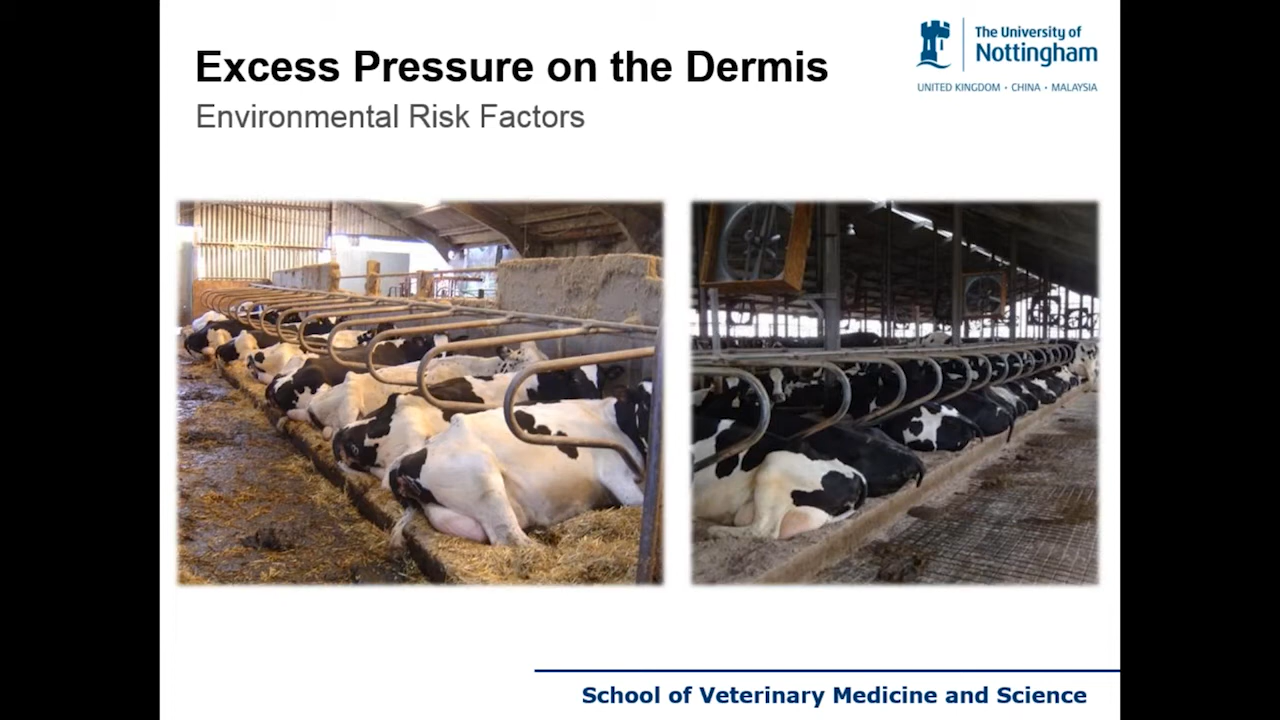 Excess Pressure on the Dermis
Environmental Risk Factors
The University of
Nottingham
UNITED KINGDOM · CHINA · MALAYSIA
School of Veterinary Medicine and Science